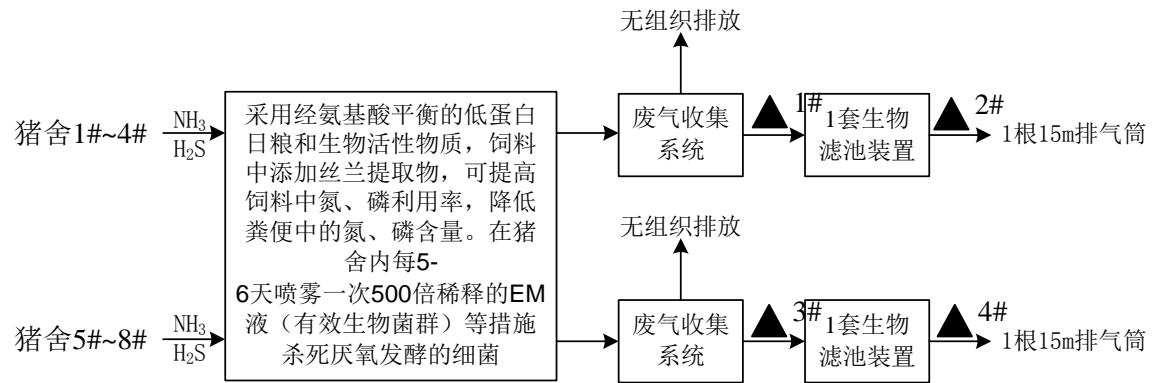 无组织排放
猪舍1#~4#
NH₃
H₂S
采用经氨基酸平衡的低蛋白
日粮和生物活性物质，饲料
中添加丝兰提取物，可提高
饲料中氮、磷利用率，降低
粪便中的氮、磷含量。在猪
舍内每5-
6天喷雾一次500倍稀释的EM
液（有效生物菌群）等措施
杀死厌氧发酵的细菌
废气收集
系统
1#
1套生物
滤池装置
2#
1根15m排气筒
无组织排放
猪舍5#~8#
NH₃
H₂S
废气收集
系统
3#
1套生物
滤池装置
4#
1根15m排气筒